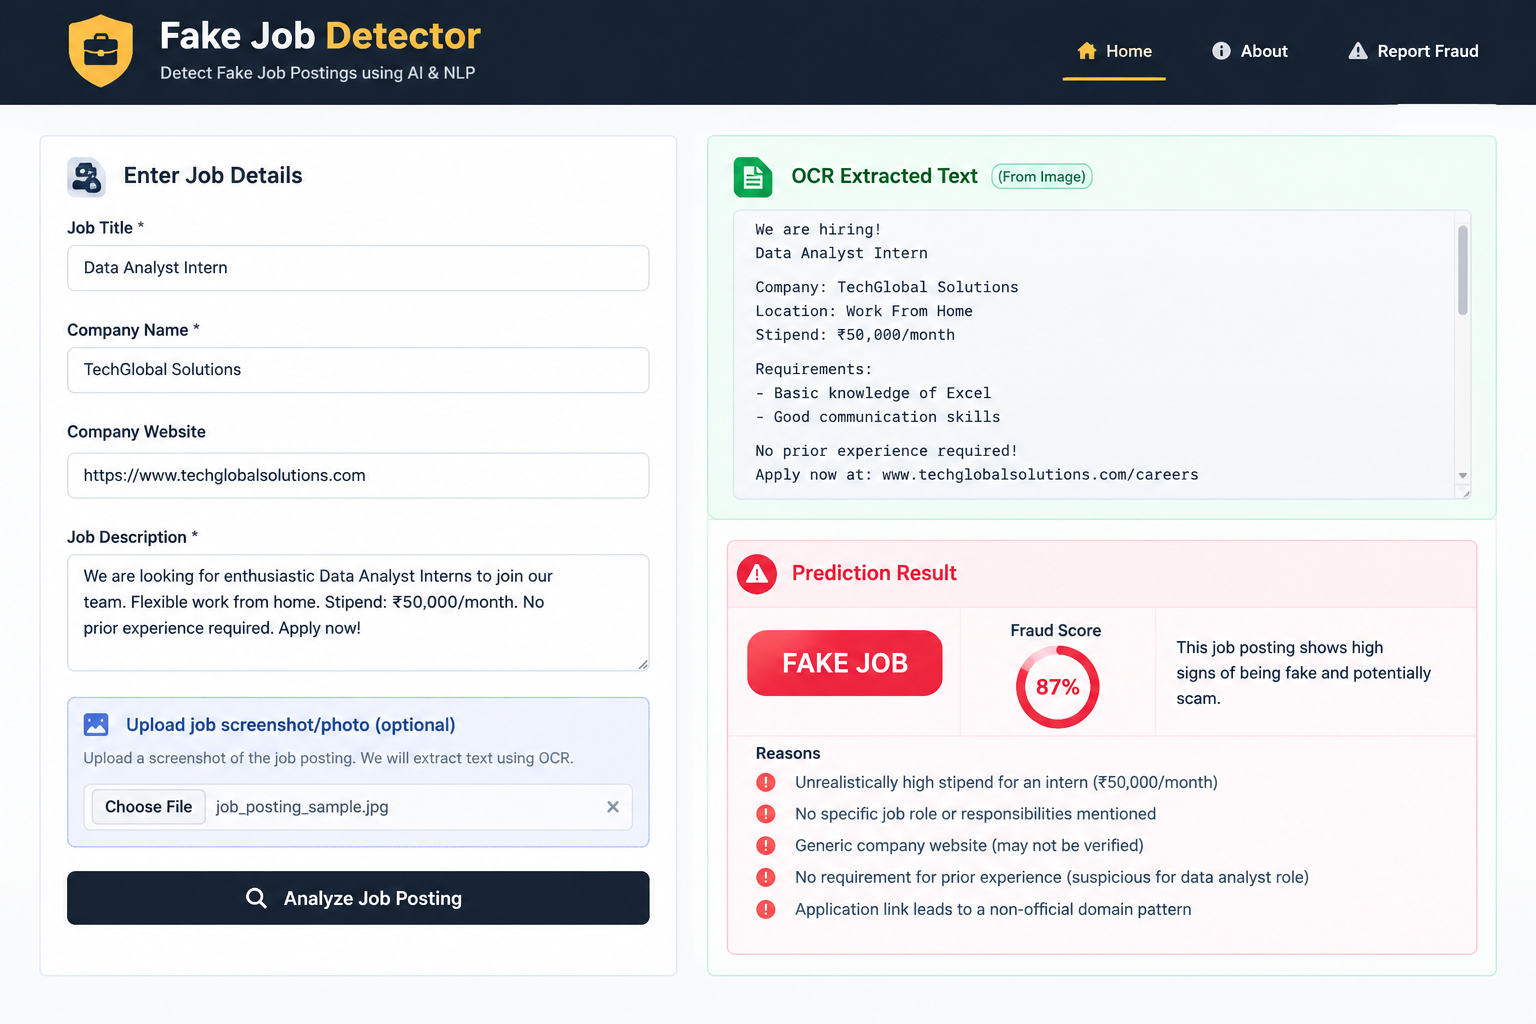 Fake Job Detector
Detect Fake Job Postings using AI & NLP
Home
About
Report Fraud
Enter Job Details
Job Title *
Data Analyst Intern
Company Name *
TechGlobal Solutions
Company Website
https://www.techglobalsolutions.com
Job Description *
We are looking for enthusiastic Data Analyst Interns to join our
team. Flexible work from home. Stipend: ₹50,000/month. No
prior experience required. Apply now!
Upload job screenshot/photo (optional)
Upload a screenshot of the job posting. We will extract text using OCR.
Choose File job_posting_sample.jpg
Analyze Job Posting
OCR Extracted Text (From Image)
We are hiring!
Data Analyst Intern
Company: TechGlobal Solutions
Location: Work From Home
Stipend: ₹50,000/month
Requirements:
- Basic knowledge of Excel
- Good communication skills
No prior experience required!
Apply now at: www.techglobalsolutions.com/careers
Prediction Result
FAKE JOB
Fraud Score
87%
This job posting shows high
signs of being fake and potentially
scam.
Reasons
Unrealistically high stipend for an intern (₹50,000/month)
No specific job role or responsibilities mentioned
Generic company website (may not be verified)
No requirement for prior experience (suspicious for data analyst role)
Application link leads to a non-official domain pattern